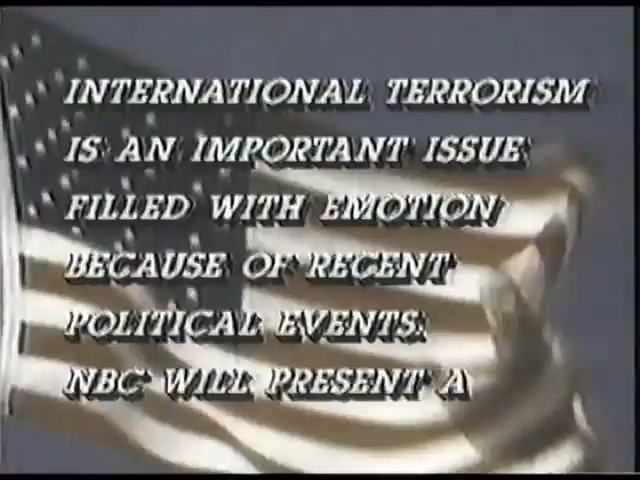 INTERNATIONAL TERRORISM
IS AN IMPORTANT ISSUE
FILLED WITH EMOTION
BECAUSE OF RECENT
POLITICAL EVENTS.
NBC WILL PRESENT A